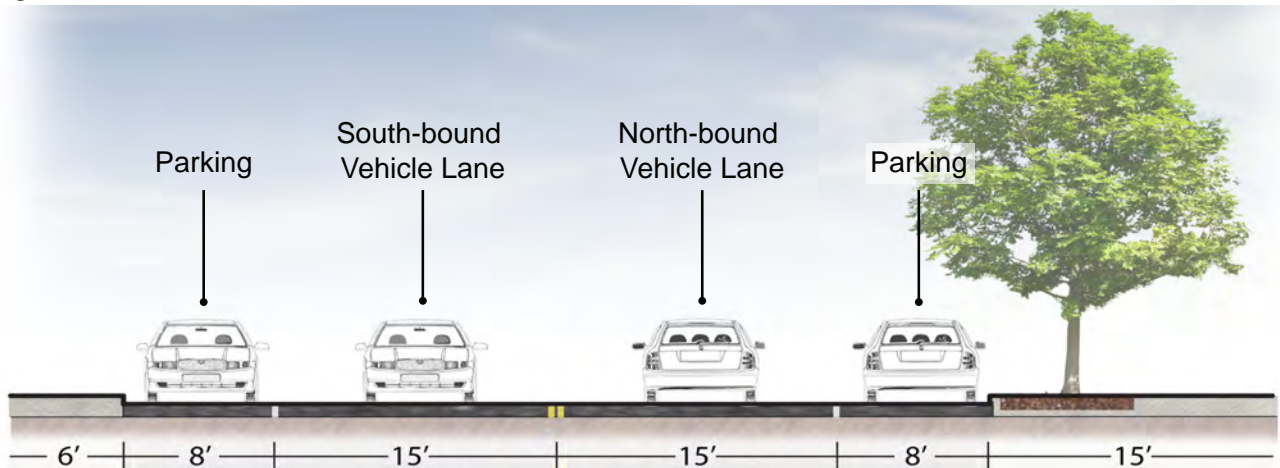 Parking
South-bound
Vehicle Lane
North-bound
Vehicle Lane
Parking
6’ 8’ 15’ 15’ 8’ 15’